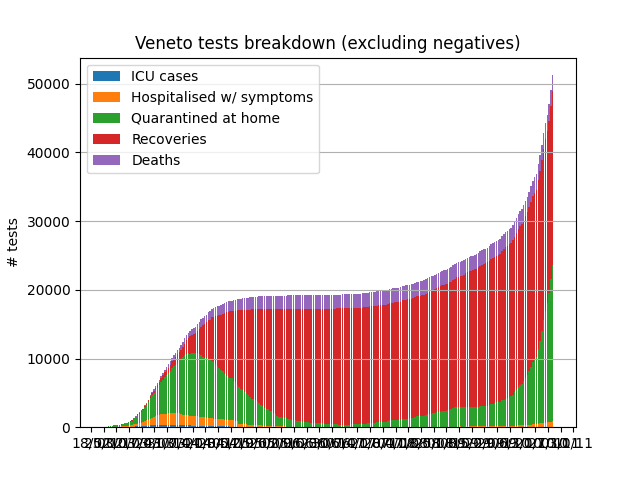 Veneto tests breakdown (excluding negatives)
ICU cases
Hospitalised w/ symptoms
Quarantined at home
Recoveries
Deaths
50000
40000
30000
20000
10000
0
# tests